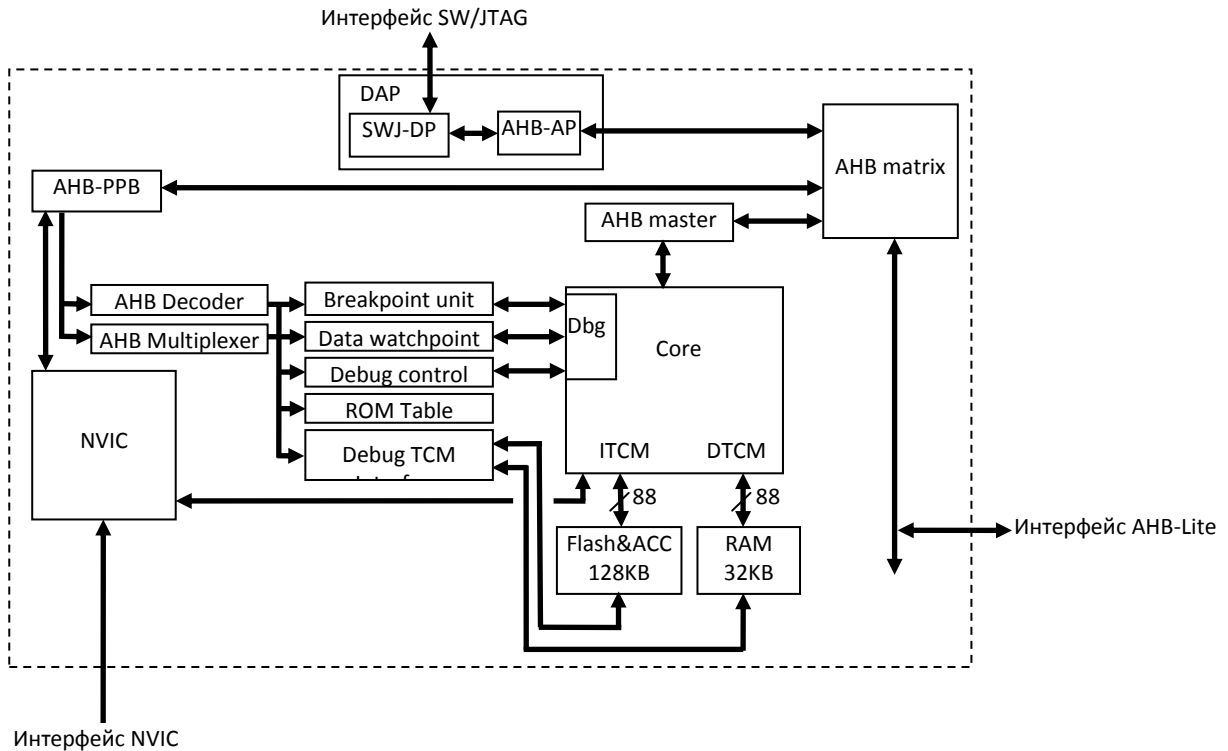 Интерфейс SW/JTAG
DAP
SWJ-DP
AHB-AP
AHB matrix
AHB-PPB
AHB master
AHB Decoder
Breakpoint unit
Dbg
AHB Multiplexer
Data watchpoint
Core
Debug control
ROM Table
NVIC
Debug TCM
ITCM
DTCM
88
88
Интерфейс AHB-Lite
Flash&ACC
128KB
RAM
32KB
Интерфейс NVIC